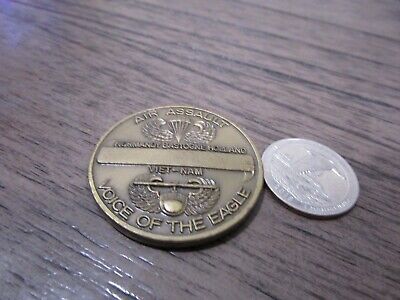 AIR ASSAULT
NORMANDY BASTOGNE HOLLAND
VIET-NAM
VOICE OF THE EAGLE